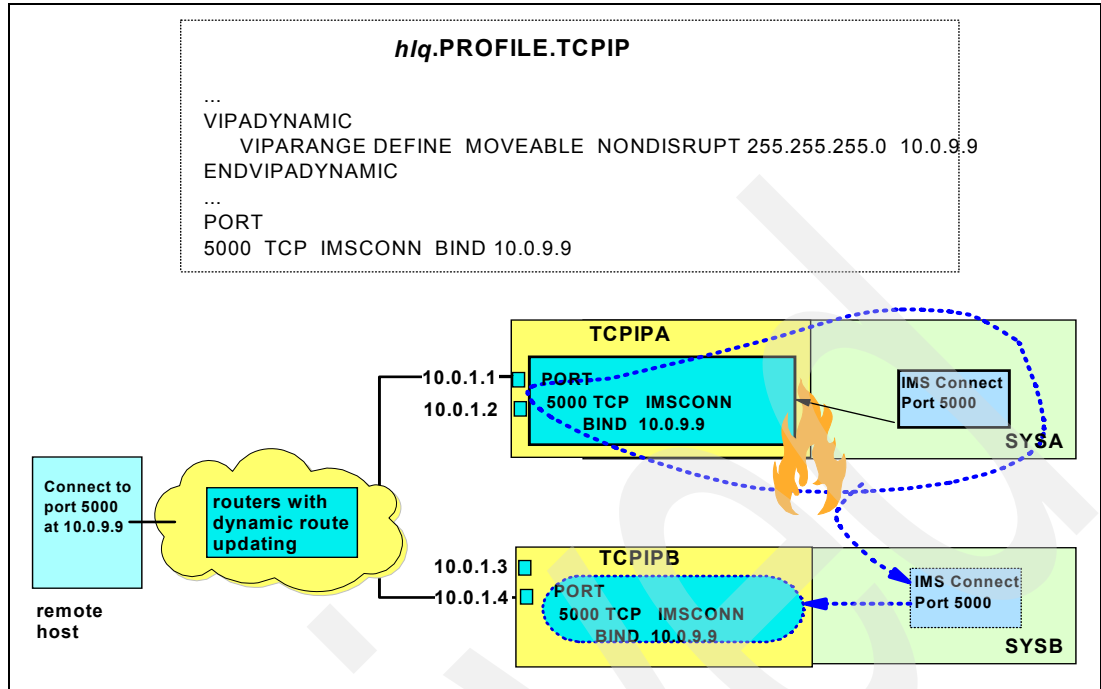 hlq.PROFILE.TCPIP
...
VIPADYNAMIC
VIPARANGE DEFINE MOVEABLE NONDISRUPT 255.255.255.0 10.0.9.9
ENDVIPADYNAMIC
...
PORT
5000 TCP IMSCONN BIND 10.0.9.9
TCPIPA
10.0.1.1
10.0.1.2
PORT
5000 TCP IMSCONN
BIND 10.0.9.9
IMS Connect
Port 5000
SYSA
Connect to
port 5000
at 10.0.9.9
remote
host
routers with
dynamic route
updating
TCPIPB
10.0.1.3
10.0.1.4
PORT
5000 TCP IMSCONN
BIND 10.0.9.9
IMS Connect
Port 5000
SYSB